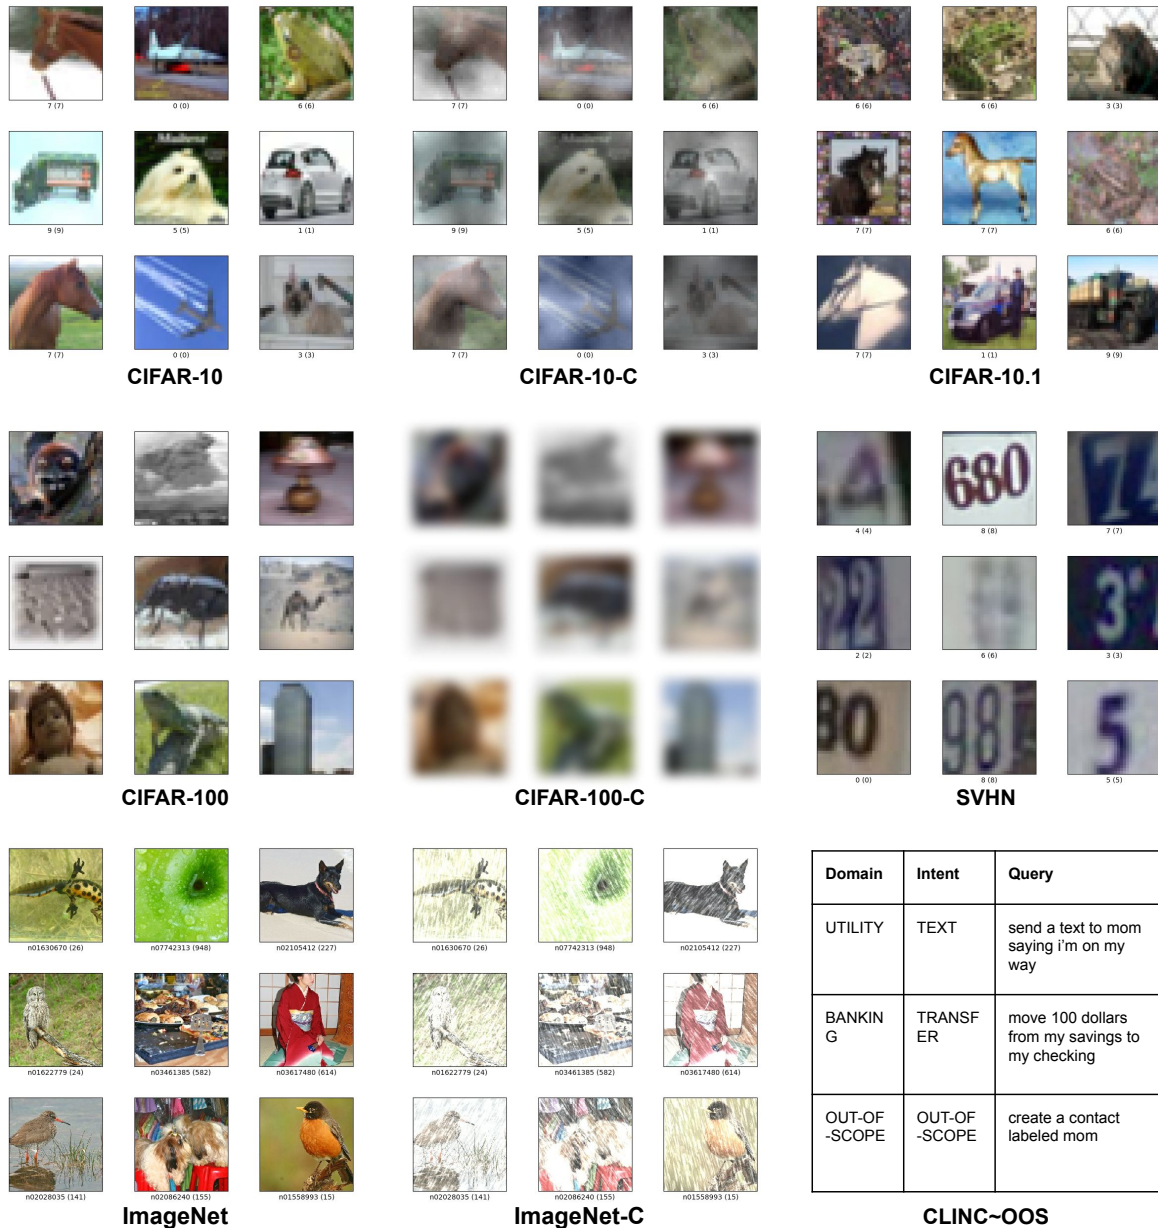 7 (7) 0 (0) 6 (6) 7 (7) 0 (0) 6 (6) 6 (6) 6 (6) 3 (3)
9 (9) 5 (5) 1 (1) 9 (9) 5 (5) 1 (1) 7 (7) 7 (7) 6 (6)
7 (7) 0 (0) 3 (3) 7 (7) 0 (0) 3 (3) 7 (7) 1 (1) 9 (9)
CIFAR-10 CIFAR-10-C CIFAR-10.1
680
4 (4) 8 (8) 7 (7)
22 3
2 (2) 6 (6) 3 (3)
80 98 5
0 (0) 8 (8) 5 (5)
CIFAR-100 CIFAR-100-C SVHN
n01630670 (26) n07742313 (948) n02105412 (227) n01630670 (26) n07742313 (948) n02105412 (227)
n01622779 (24) n03461385 (582) n03617480 (614) n01622779 (24) n03461385 (582) n03617480 (614)
n02028035 (141) n02086240 (155) n01558993 (15) n02028035 (141) n02086240 (155) n01558993 (15)
ImageNet ImageNet-C
Domain Intent Query
UTILITY TEXT send a text to mom
saying i'm on my
way
BANKIN TRANSF move 100 dollars
G ER from my savings to
my checking
OUT-OF OUT-OF create a contact
-SCOPE -SCOPE labeled mom
CLINC~OOS